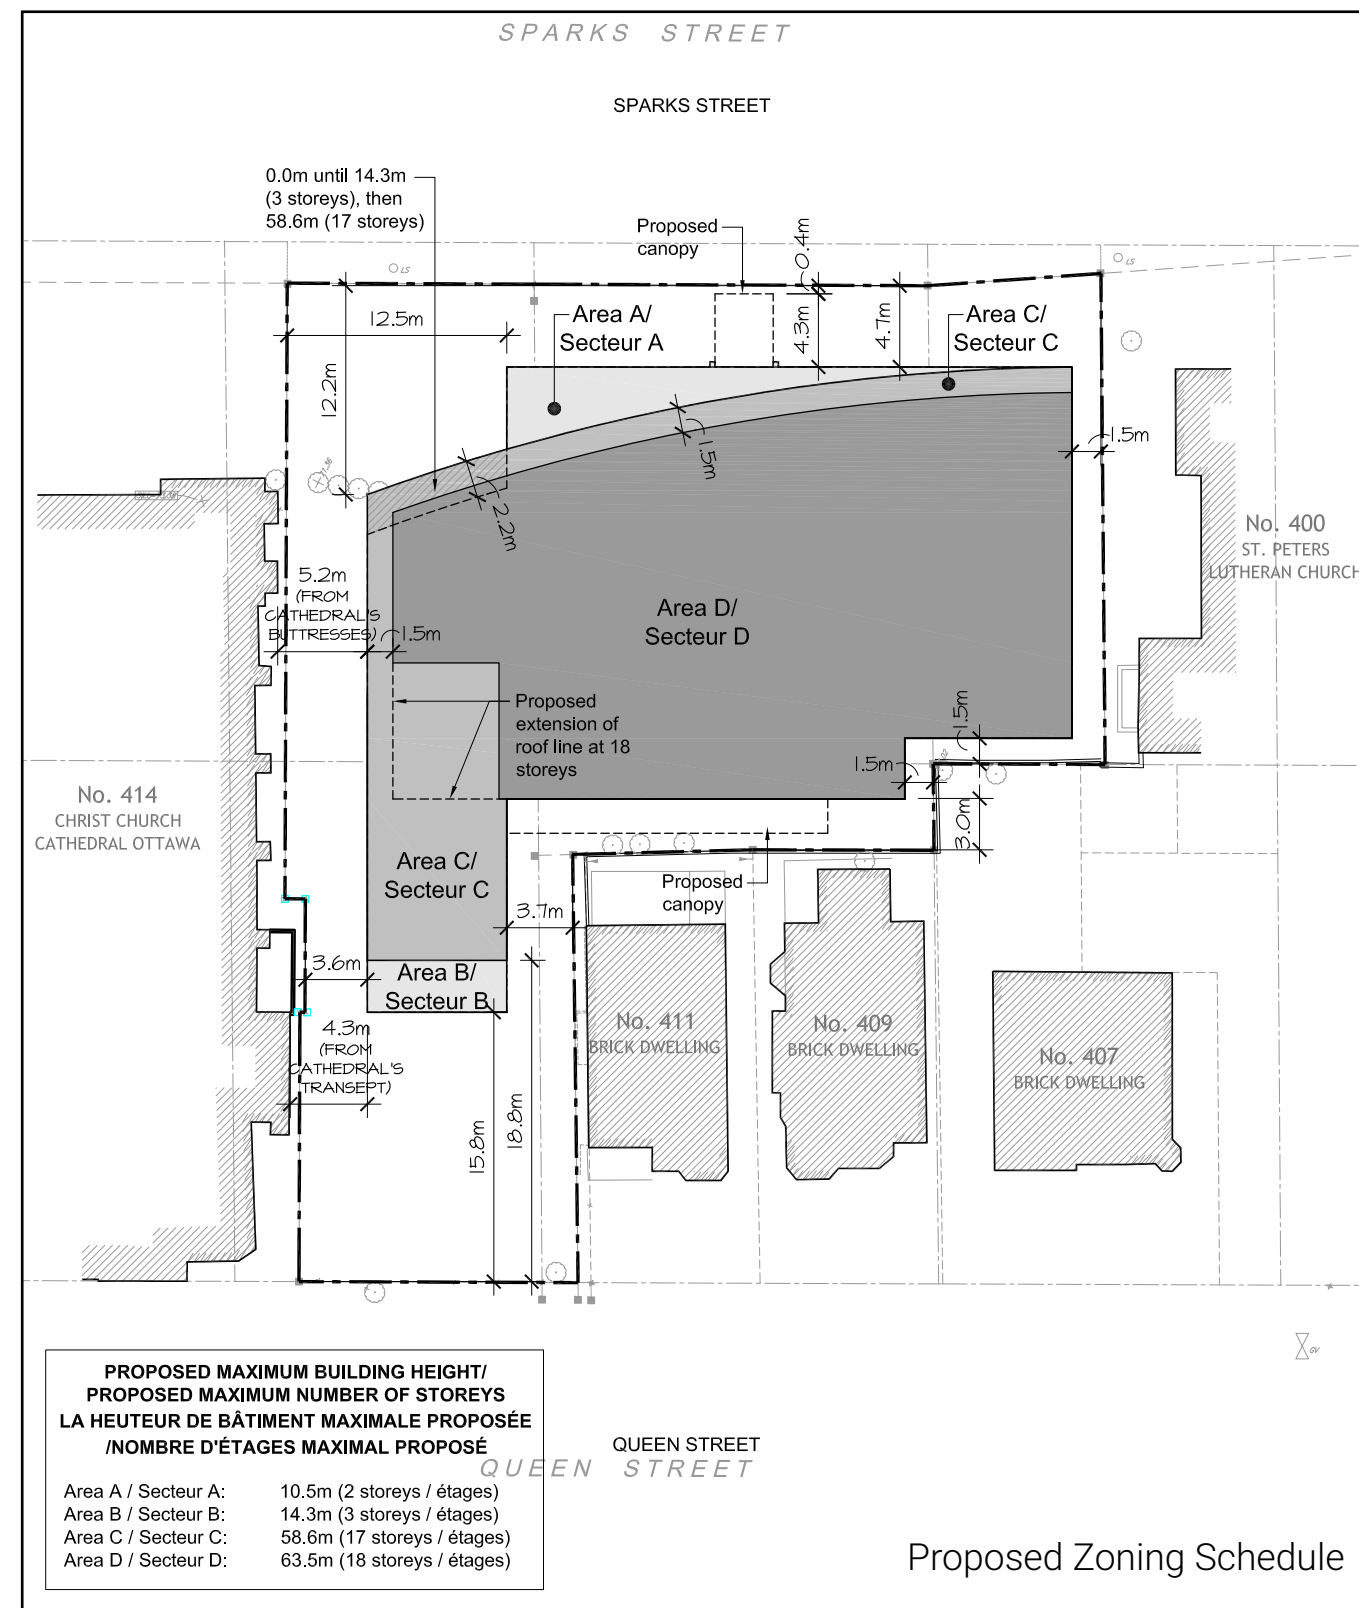 SPARKS STREET
SPARKS STREET
0.0m until 14.3m
(3 storeys), then
58.6m (17 storeys)
Proposed
canopy
0.4m
LS
LS
12.5m
Area A/
Secteur A
4.3m
4.7m
Area C/
Secteur C
12.2m
1.5m
1.5m
2.2m
No. 400
ST. PETERS
LUTHERAN CHURCH
5.2m
(FROM
CATHEDRAL'S
BUTTRESSES)
1.5m
Area D/
Secteur D
Proposed
extension of
roof line at 18
storeys
1.5m
1.5m
3.0m
No. 414
CHRIST CHURCH
CATHEDRAL OTTAWA
Area C/
Secteur C
Proposed
canopy
3.7m
3.6m
Area B/
Secteur B
4.3m
(FROM
CATHEDRAL'S
TRANSEPT)
No. 411
BRICK DWELLING
No. 409
BRICK DWELLING
No. 407
BRICK DWELLING
15.8m
18.8m
GV
PROPOSED MAXIMUM BUILDING HEIGHT/
PROPOSED MAXIMUM NUMBER OF STOREYS
LA HEUTEUR DE BÂTIMENT MAXIMALE PROPOSÉE
/NOMBRE D'ÉTAGES MAXIMAL PROPOSÉ
Area A / Secteur A: 10.5m (2 storeys / étages)
Area B / Secteur B: 14.3m (3 storeys / étages)
Area C / Secteur C: 58.6m (17 storeys / étages)
Area D / Secteur D: 63.5m (18 storeys / étages)
QUEEN STREET
QUEEN STREET
Proposed Zoning Schedule